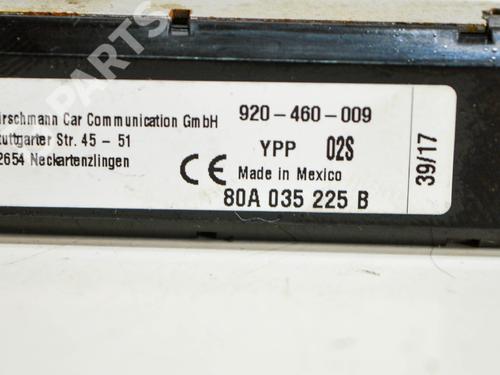 irschmann Car Communication GmbH 920-460-009
tuttgarter Str. 45 - 51 YPP 02S
2654 Neckartenzlingen
CE Made in Mexico
80A 035 225 B
39/17
B-PARTS